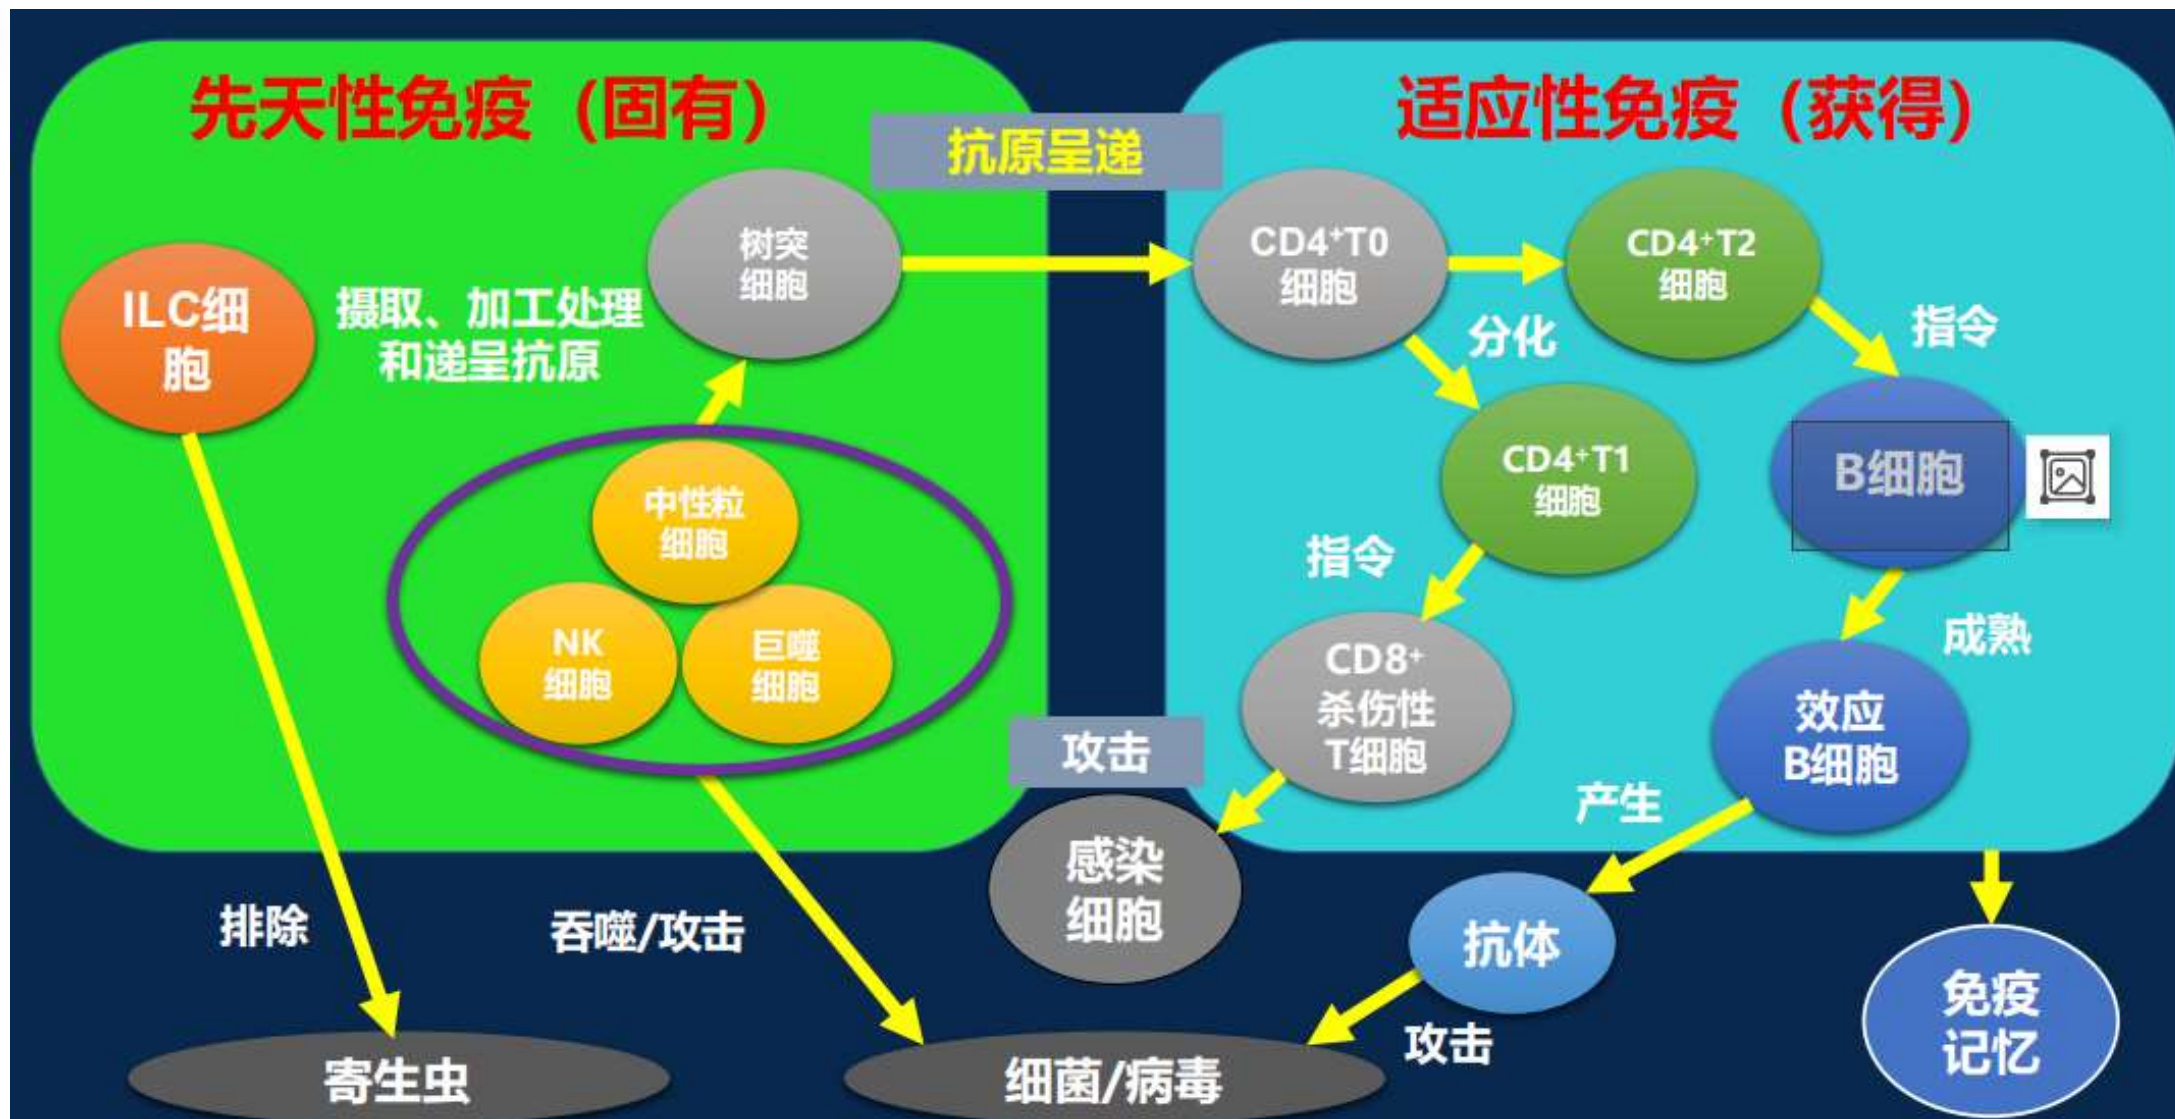 先天性免疫（固有）
适应性免疫（获得）
抗原呈递
树突
细胞
CD4⁺T0
细胞
CD4⁺T2
细胞
ILC细
胞
摄取、加工处理
和递呈抗原
分化
指令
中性粒
细胞
CD4⁺T1
细胞
B细胞
指令
NK
细胞
巨噬
细胞
CD8⁺
杀伤性
T细胞
成熟
效应
B细胞
攻击
产生
感染
细胞
排除
吞噬/攻击
抗体
免疫
记忆
攻击
寄生虫
细菌/病毒